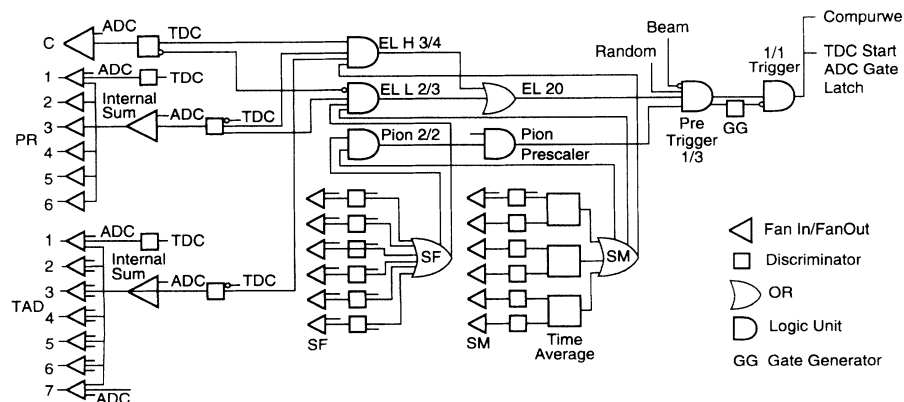 C
ADC
TDC
EL H 3/4
Beam
Random
1/1
Trigger
Compurwe
TDC Start
ADC Gate
Latch
1
ADC
TDC
2
Internal
Sum
3
ADC
TDC
PR
4
5
6
EL L 2/3
EL 20
GG
Pre
Trigger
1/3
Pion 2/2
Pion
Prescaler
1
ADC
TDC
2
Internal
Sum
3
ADC
TDC
TAD
4
5
6
7
ADC
SF
SF
SM
SM
Time
Average
Fan In/FanOut
Discriminator
OR
Logic Unit
GG Gate Generator